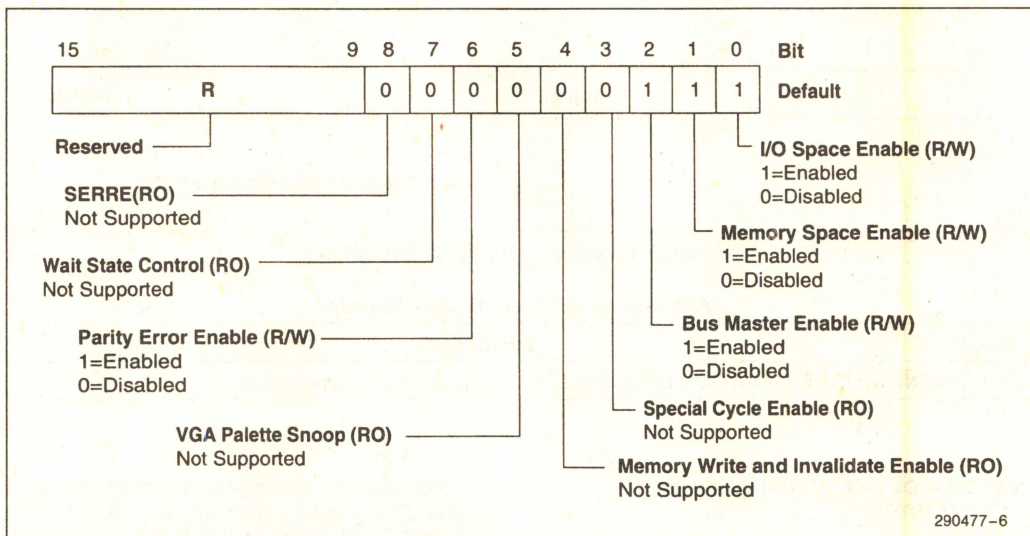 15 9 8 7 6 5 4 3 2 1 0 Bit
R 0 0 0 0 0 0 1 1 1 Default
Reserved
I/O Space Enable (R/W)
1=Enabled
0=Disabled
SERRE(RO)
Not Supported
Memory Space Enable (R/W)
1=Enabled
0=Disabled
Wait State Control (RO)
Not Supported
Bus Master Enable (R/W)
1=Enabled
0=Disabled
Parity Error Enable (R/W)
1=Enabled
0=Disabled
Special Cycle Enable (RO)
Not Supported
VGA Palette Snoop (RO)
Not Supported
Memory Write and Invalidate Enable (RO)
Not Supported
290477-6